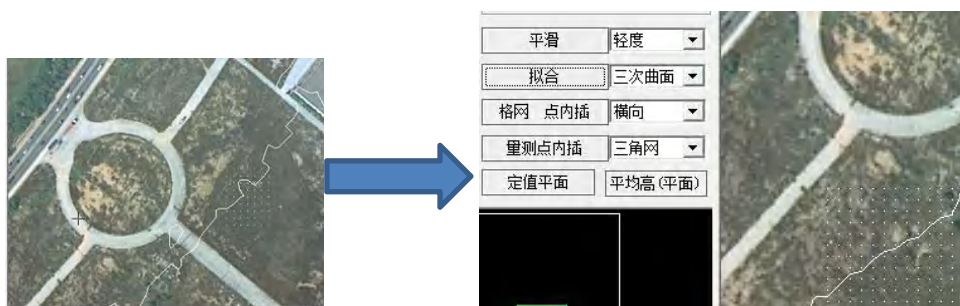 平滑 轻度
拟合 三次曲面
格网 点内插 横向
量测点内插 三角网
定值平面 平均高(平面)